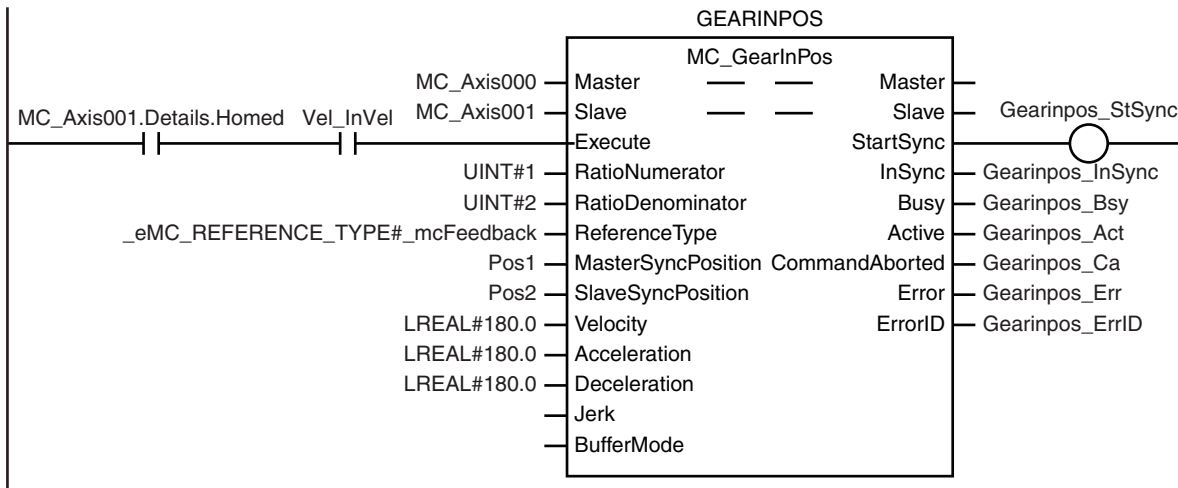 GEARINPOS
MC_GearInPos
MC_Axis000 Master Master
MC_Axis001 Slave Slave
MC_Axis001.Details.Homed Vel_InVel Execute StartSync Gearinpos_StSync
UINT#1 RatioNumerator InSync Gearinpos_InSync
UINT#2 RatioDenominator Busy Gearinpos_Bsy
_eMC_REFERENCE_TYPE#_mcFeedback ReferenceType Active Gearinpos_Act
Pos1 MasterSyncPosition CommandAborted Gearinpos_Ca
Pos2 SlaveSyncPosition Error Gearinpos_Err
LREAL#180.0 Velocity ErrorID Gearinpos_ErrID
LREAL#180.0 Acceleration
LREAL#180.0 Deceleration
Jerk
BufferMode